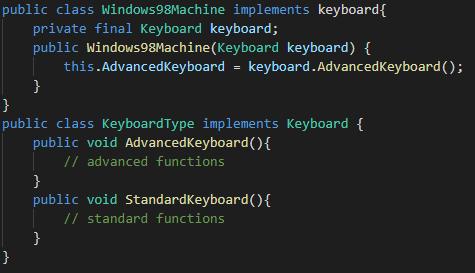 public class Windows98Machine implements keyboard{
    private final Keyboard keyboard;
    public Windows98Machine(Keyboard keyboard) {
        this.AdvancedKeyboard = keyboard.AdvancedKeyboard();
    }
}
public class KeyboardType implements Keyboard {
    public void AdvancedKeyboard(){
        // advanced functions
    }
    public void StandardKeyboard(){
        // standard functions
    }
}